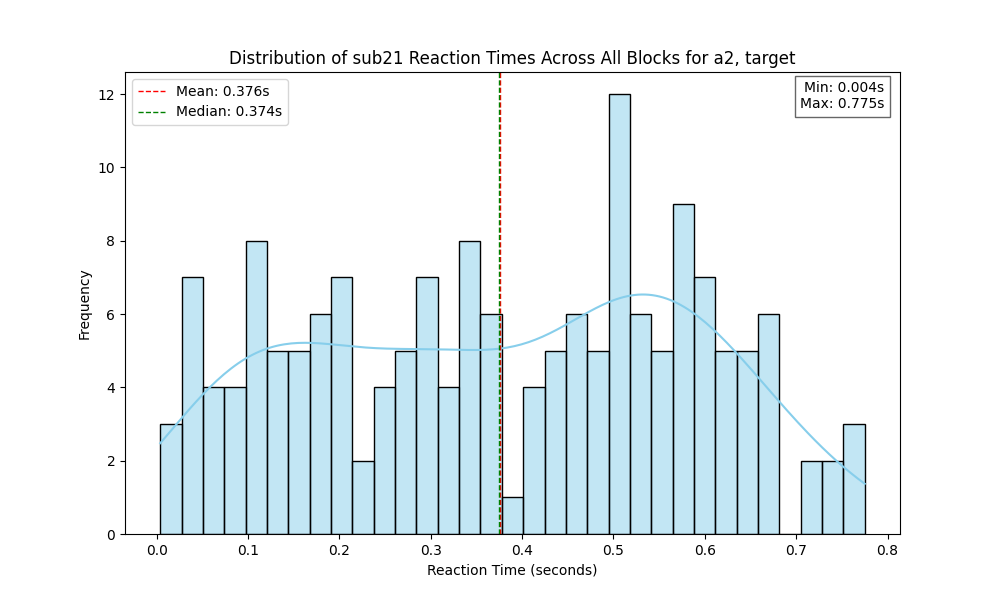 Distribution of sub21 Reaction Times Across All Blocks for a2, target
Mean: 0.376s
Median: 0.374s
Min: 0.004s
Max: 0.775s
12
10
8
6
4
2
0
Frequency
0.0 0.1 0.2 0.3 0.4 0.5 0.6 0.7 0.8
Reaction Time (seconds)